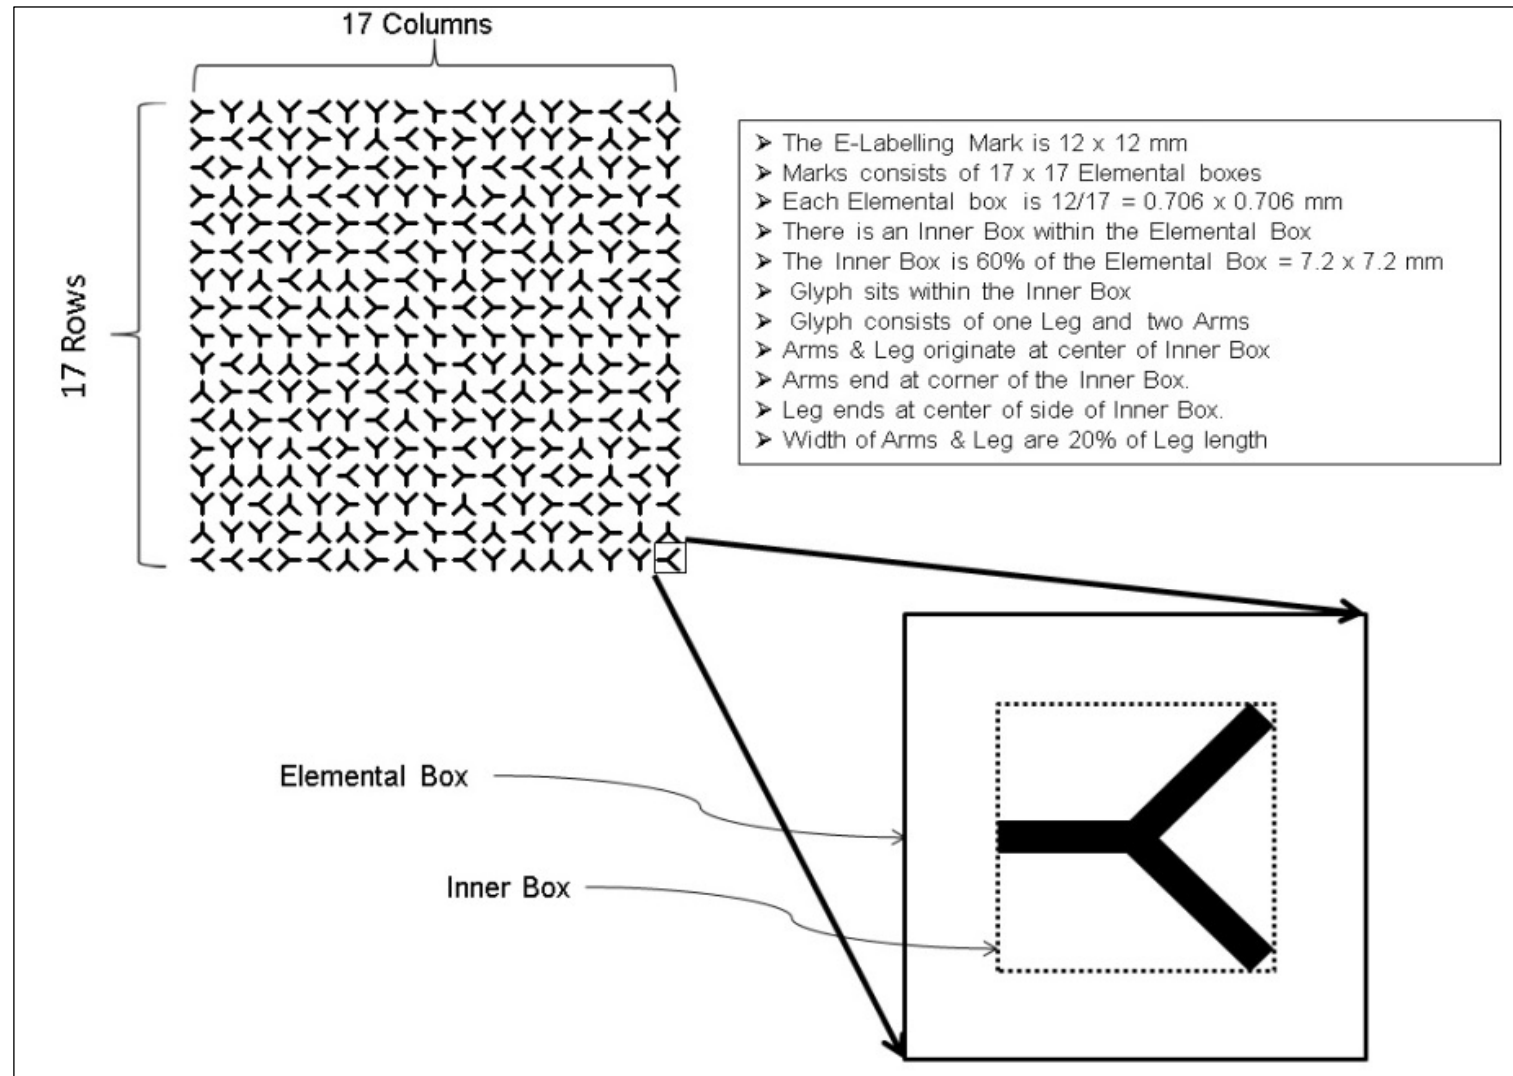 17 Columns
17 Rows
➢ The E-Labelling Mark is 12 x 12 mm
➢ Marks consists of 17 x 17 Elemental boxes
➢ Each Elemental box is 12/17 = 0.706 x 0.706 mm
➢ There is an Inner Box within the Elemental Box
➢ The Inner Box is 60% of the Elemental Box = 7.2 x 7.2 mm
➢ Glyph sits within the Inner Box
➢ Glyph consists of one Leg and two Arms
➢ Arms & Leg originate at center of Inner Box
➢ Arms end at corner of the Inner Box.
➢ Leg ends at center of side of Inner Box.
➢ Width of Arms & Leg are 20% of Leg length
Elemental Box
Inner Box